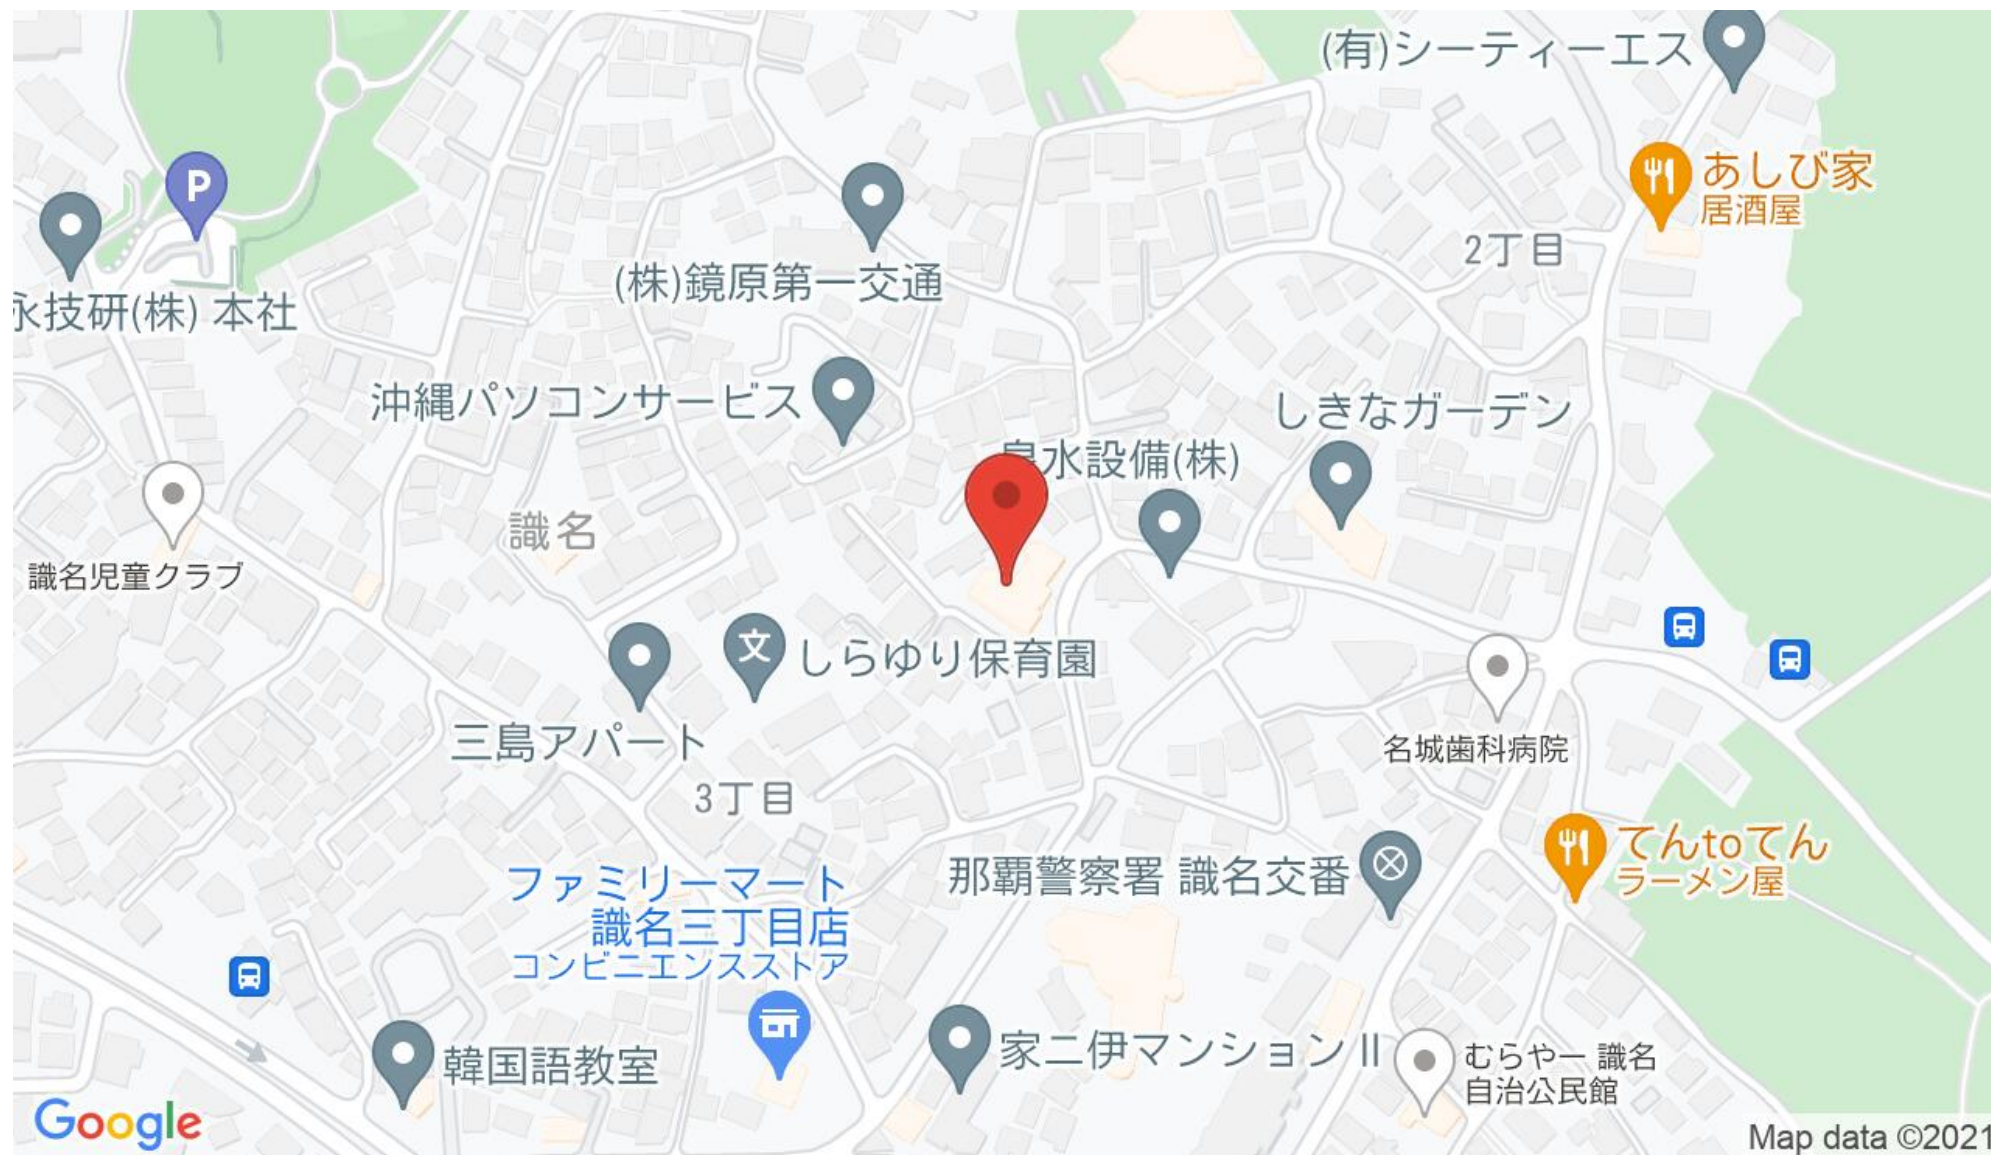 (有)シーティーエス
P
あしび家
居酒屋
2丁目
(株)鏡原第一交通
永技研(株) 本社
沖縄パソコンサービス
しきなガーデン
水設備(株)
識名
識名児童クラブ
文
しらゆり保育園
三島アパート
名城歯科病院
3丁目
てんtoてん
ラーメン屋
ファミリーマート
識名三丁目店
コンビニエンスストア
那覇警察署 識名交番
韓国語教室
家二伊マンションⅡ
むらやー 識名
自治公民館
Google
Map data ©2021